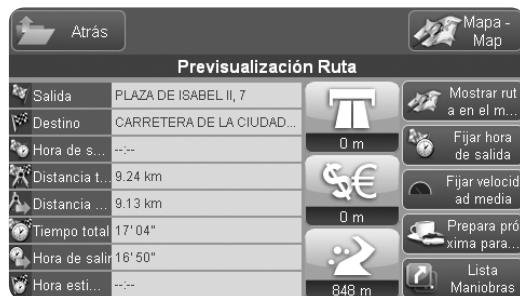 Atrás
Mapa -
Map
Previsualización Ruta
Salida
PLAZA DE ISABEL II, 7
Destino
CARRETERA DE LA CIUDAD...
Hora de s...
--:--
Distancia t...
9.24 km
Distancia ...
9.13 km
Tiempo total
17'04"
Hora de salir
16'50"
Hora esti...
--:--
0 m
$€
0 m
848 m
Mostrar rut
a en el m...
Fijar hora
de salida
Fijar velocid
ad media
Prepara pró
xima para...
Lista
Maniobras